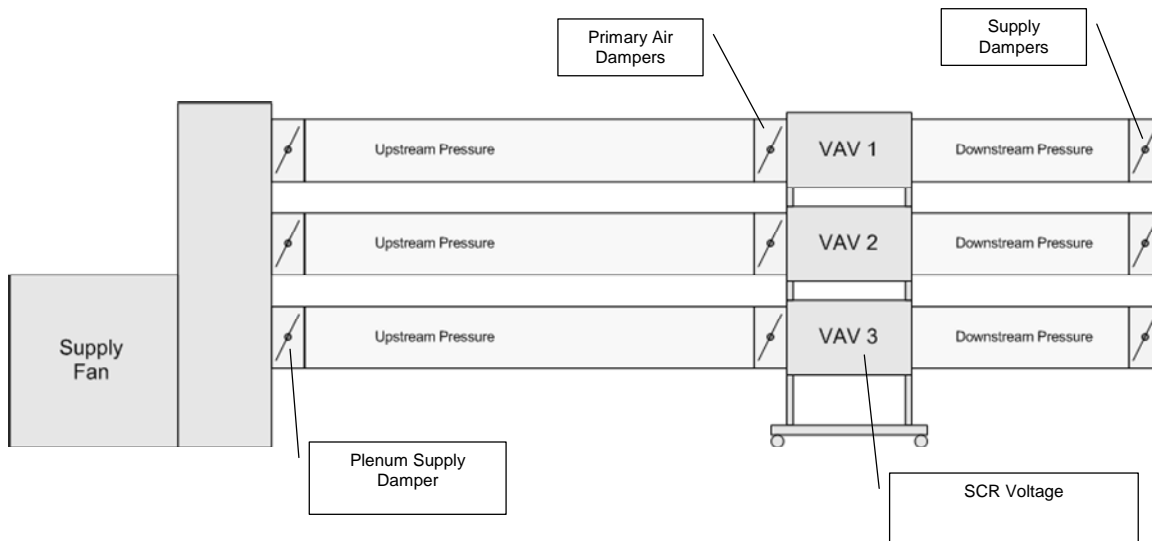 Primary Air
Dampers
Supply
Dampers
Upstream Pressure
VAV 1
Downstream Pressure
Upstream Pressure
VAV 2
Downstream Pressure
Supply
Fan
Upstream Pressure
VAV 3
Downstream Pressure
Plenum Supply
Damper
SCR Voltage